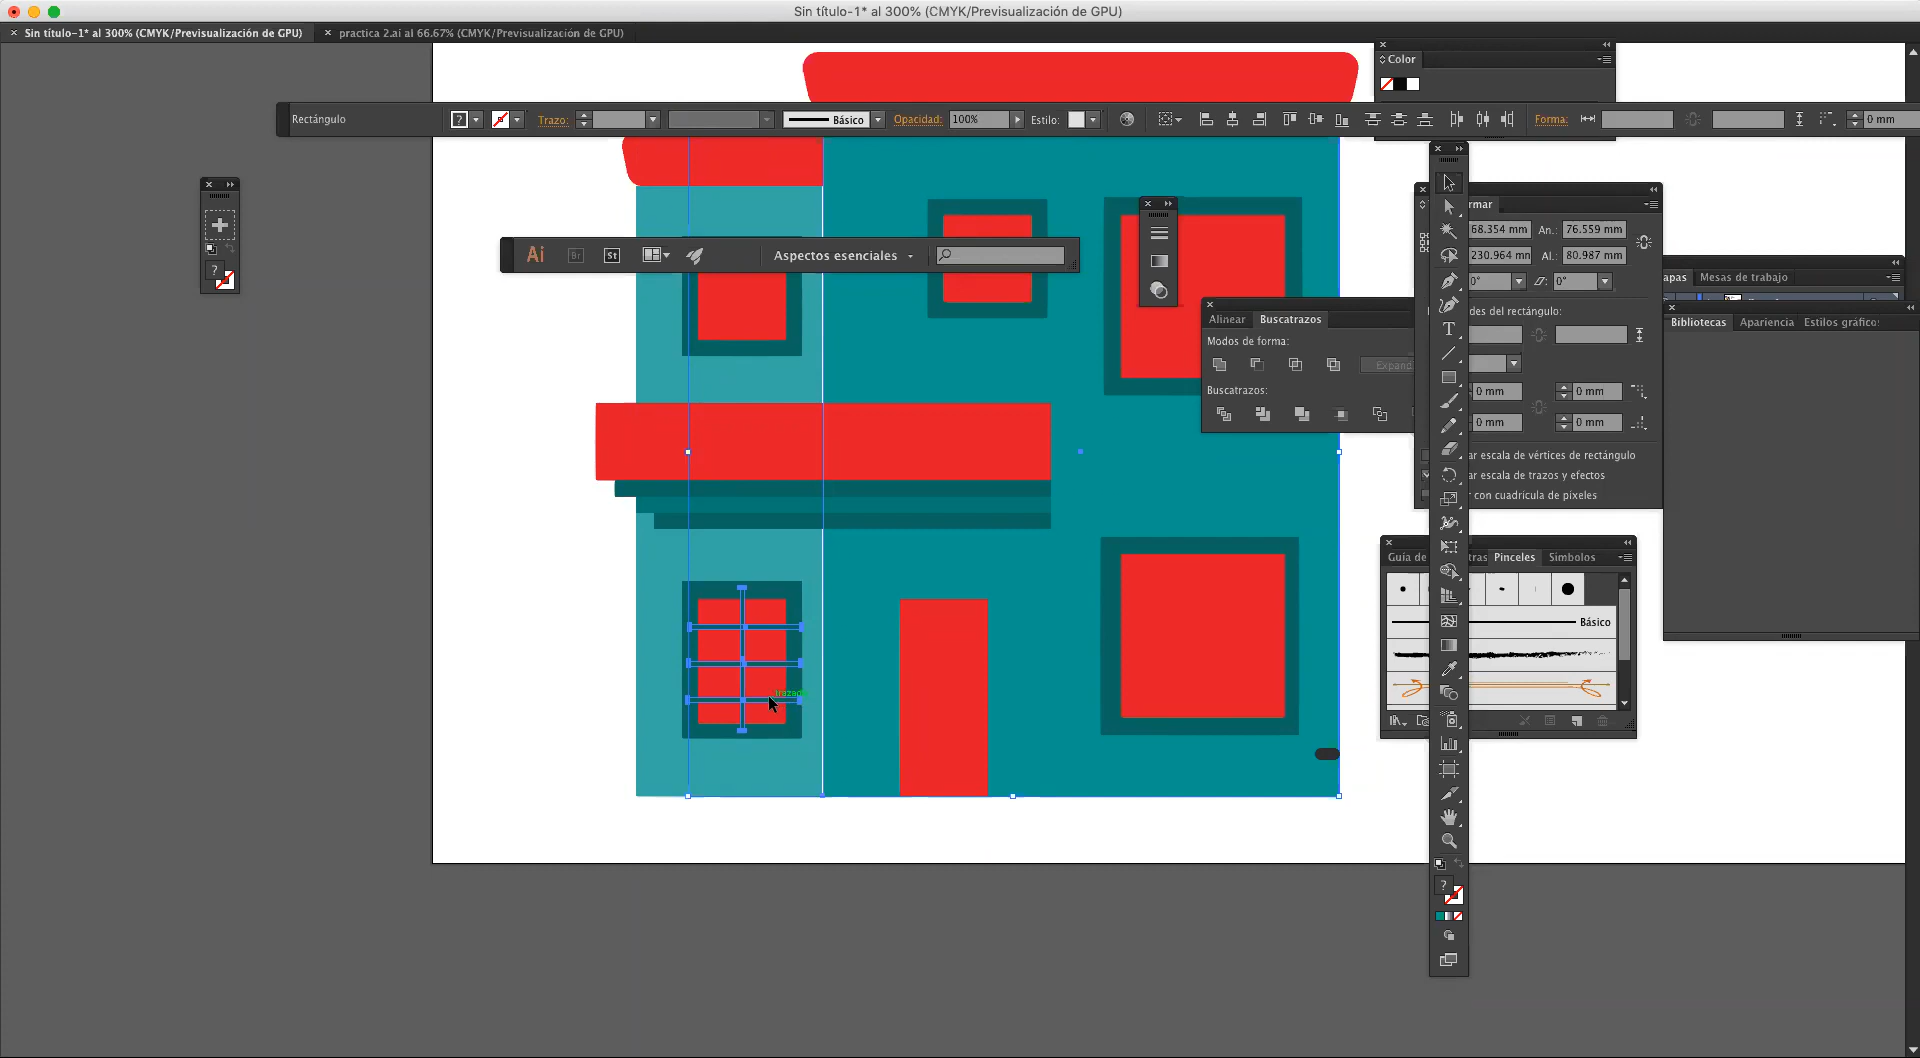 Sin título-1* al 300% (CMYK/Previsualización de GPU)
Sin título-1* al 300% (CMYK/Previsualización de GPU)
practica 2.ai al 66.67% (CMYK/Previsualización de GPU)
Color
Rectángulo
?
Trazo:
Básico
Opacidad:
100%
Estilo:
Forma:
0 mm
rmar
68.354 mm
An.:
76.559 mm
230.964 mm
Al.:
80.987 mm
0°
0°
des del rectángulo:
0 mm
0 mm
0 mm
0 mm
ar escala de vértices de rectángulo
ar escala de trazos y efectos
r con cuadrícula de píxeles
Ai
Br
St
Aspectos esenciales
?
apas
Mesas de trabajo
Bibliotecas
Apariencia
Estilos gráfico:
Alinear
Buscatrazos
Modos de forma:
Expand
Buscatrazos:
T
Guía de
tras
Pinceles
Símbolos
Básico
?